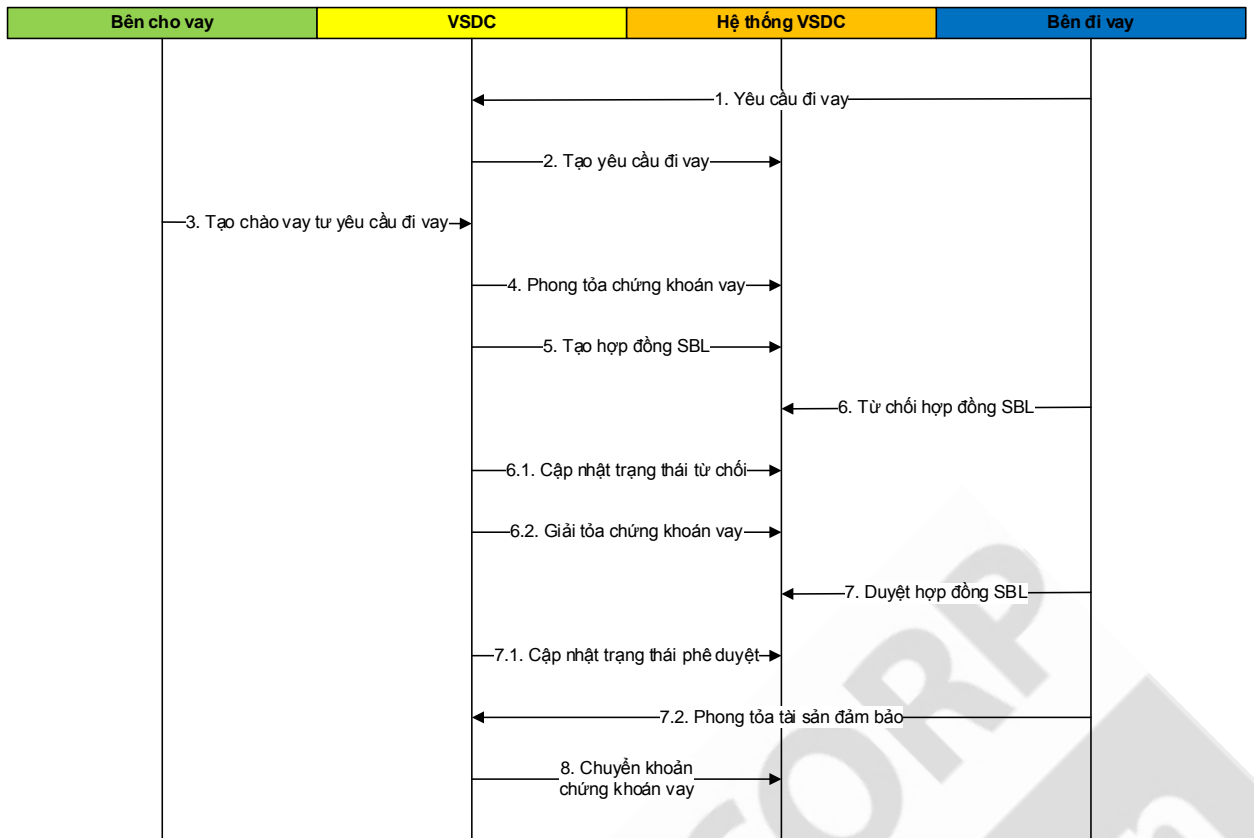 Bên cho vay
VSDC
Hệ thống VSDC
Bên đi vay
1. Yêu cầu đi vay
2. Tạo yêu cầu đi vay
3. Tạo chào vay tư yêu cầu đi vay
4. Phong tỏa chứng khoán vay
5. Tạo hợp đồng SBL
6. Từ chối hợp đồng SBL
6.1. Cập nhật trạng thái từ chối
6.2. Giải tỏa chứng khoán vay
7. Duyệt hợp đồng SBL
7.1. Cập nhật trạng thái phê duyệt
7.2. Phong tỏa tài sản đảm bảo
8. Chuyển khoản
chứng khoán vay
CORP